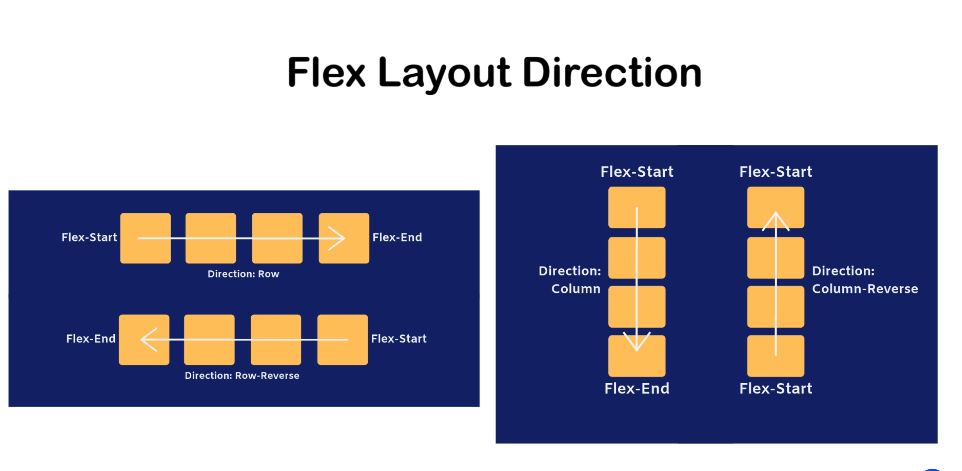 Flex Layout Direction
Flex-Start
Flex-End
Direction: Row
Flex-End
Flex-Start
Direction: Row-Reverse
Flex-Start
Direction:
Column
Flex-End
Flex-Start
Direction:
Column-Reverse
Flex-Start